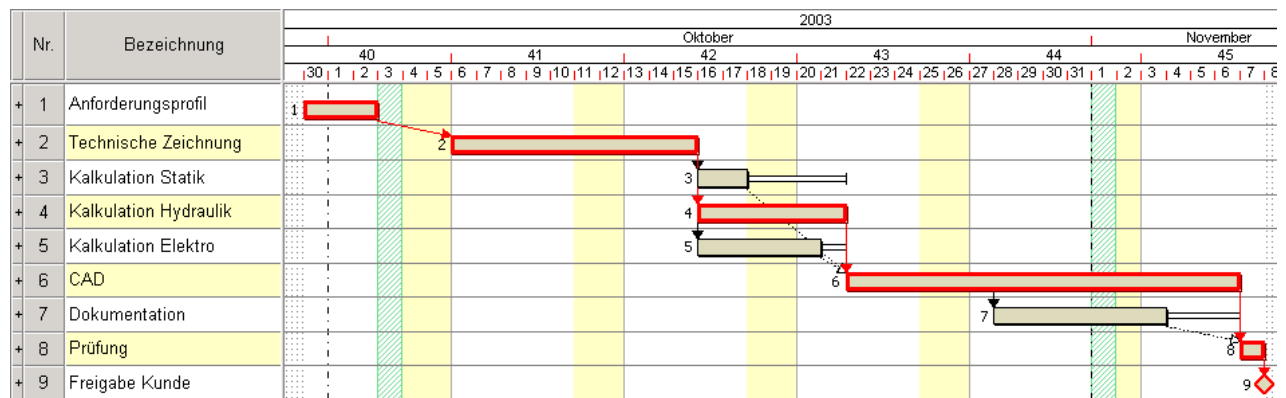 2003
Oktober November
Nr. Bezeichnung
40 41 42 43 44 45
30 1 2 3 4 5 6 7 8 9 10 11 12 13 14 15 16 17 18 19 20 21 22 23 24 25 26 27 28 29 30 31 1 2 3 4 5 6 7 8
+ 1 Anforderungsprofil 1
+ 2 Technische Zeichnung 2
+ 3 Kalkulation Statik 3
+ 4 Kalkulation Hydraulik 4
+ 5 Kalkulation Elektro 5
+ 6 CAD 6
+ 7 Dokumentation 7
+ 8 Prüfung 8
+ 9 Freigabe Kunde 9